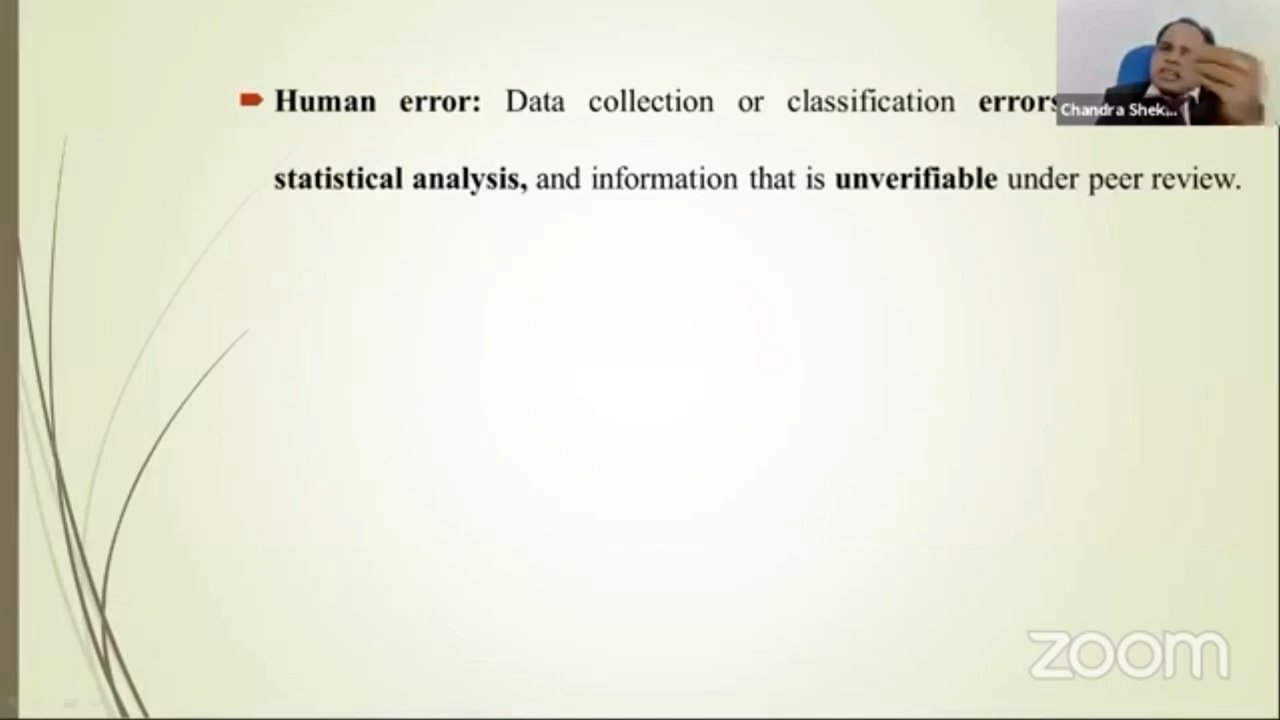 Human error: Data collection or classification errors
statistical analysis, and information that is unverifiable under peer review.
Chandra Shek...
zoom